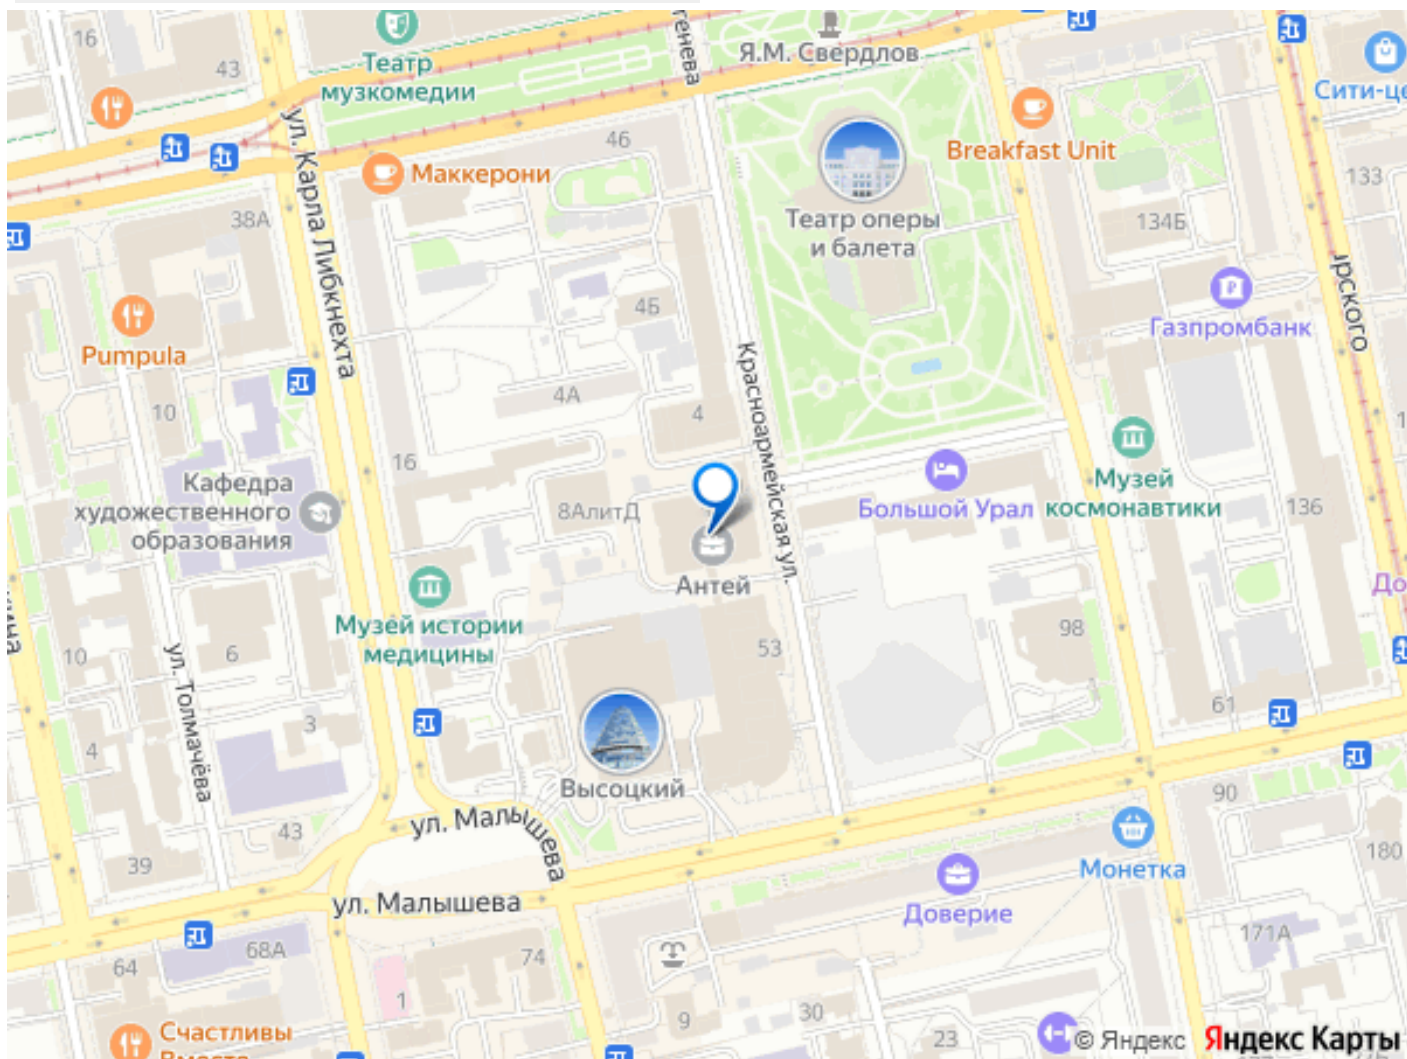 16
43
Театр
музкомедии
Я.М. Свердлов
Сити-це
ул. Карла Либкнехта
генева
46
Breakfast Unit
Маккерони
133
38А
Театр оперы
и балета
134Б
4Б
Газпромбанк
Pumpula
Красноармейская ул.
10
4А
4
16
Кафедра
художественного
образования
8АлитД
Большой Урал
Музей
космонавтики
136
Антей
До
Музей истории
медицины
53
98
10
6
ул. Толмачёва
61
3
4
Высоцкий
90
43
ул. Малышева
39
Монетка
180
ул. Малышева
Доверие
68А
64
74
171А
1
9
30
23
Счастливы
Вместе
© Яндекс
Яндекс Карты